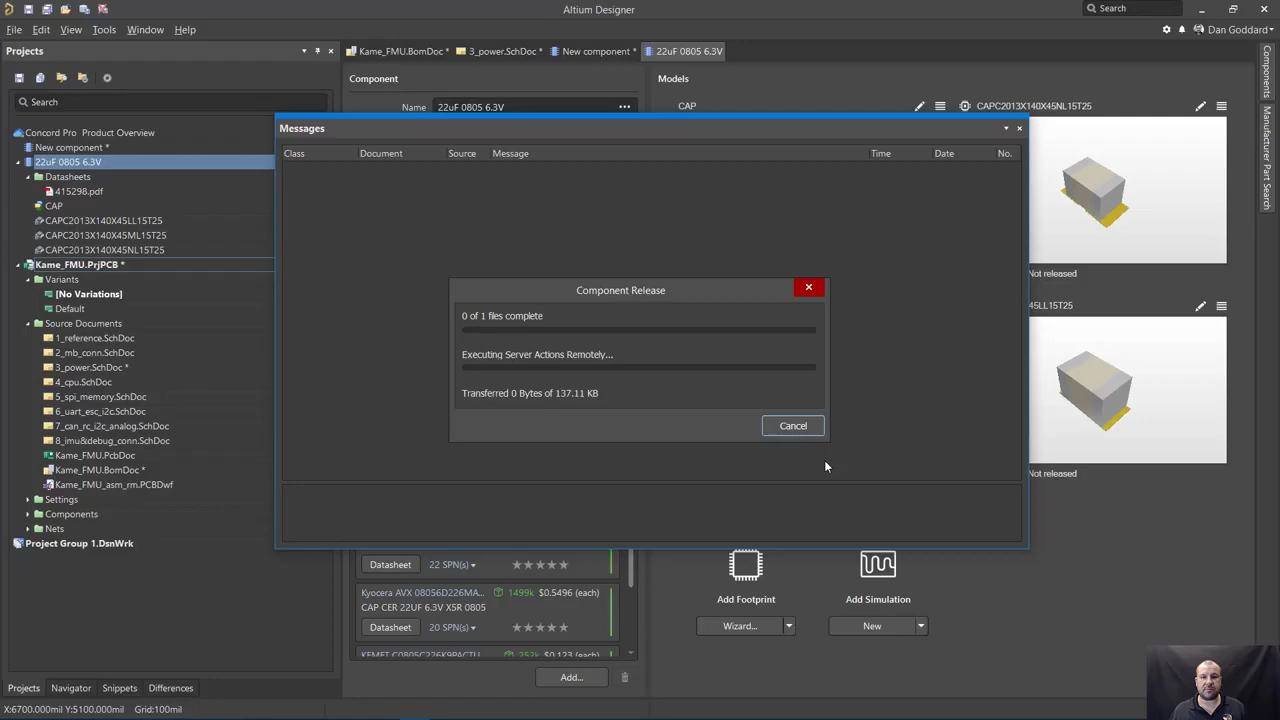 Altium Designer
Search
File Edit View Tools Window Help
Dan Goddard
Projects
Kame_FMU.BomDoc *
3_power.SchDoc *
New component *
22uF 0805 6.3V
Search
Component
Name 22uF 0805 6.3V
Models
CAP
CAPC2013X140X45NL15T25
Components
Manufacturer Part Search
Concord Pro Product Overview
New component *
22uF 0805 6.3V
Datasheets
415298.pdf
CAP
CAPC2013X140X45LL15T25
CAPC2013X140X45ML15T25
CAPC2013X140X45NL15T25
Kame_FMU.PrjPCB *
Variants
[No Variations]
Default
Source Documents
1_reference.SchDoc
2_mb_conn.SchDoc
3_power.SchDoc *
4_cpu.SchDoc
5_spi_memory.SchDoc
6_uart_esc_i2c.SchDoc
7_can_rc_i2c_analog.SchDoc
8_imu&debug_conn.SchDoc
Kame_FMU.PcbDoc
Kame_FMU.BomDoc *
Kame_FMU_asm_rm.PCBDwf
Settings
Components
Nets
Project Group 1.DsnWrk
Messages
Class Document Source Message Time Date No.
Component Release
0 of 1 files complete
Executing Server Actions Remotely...
Transferred 0 Bytes of 137.11 KB
Cancel
Not released
45LL15T25
Not released
Datasheet 22 SPN(s)
Kyocera AVX 08056D226MA... 1499k $0.5496 (each)
CAP CER 22UF 6.3V X5R 0805
Datasheet 20 SPN(s)
KEMET C0805C226K9PACTU 252k $0.123 (each)
Add...
Add Footprint
Wizard...
Add Simulation
New
Projects Navigator Snippets Differences
X:6700.000mil Y:5100.000mil Grid:100mil